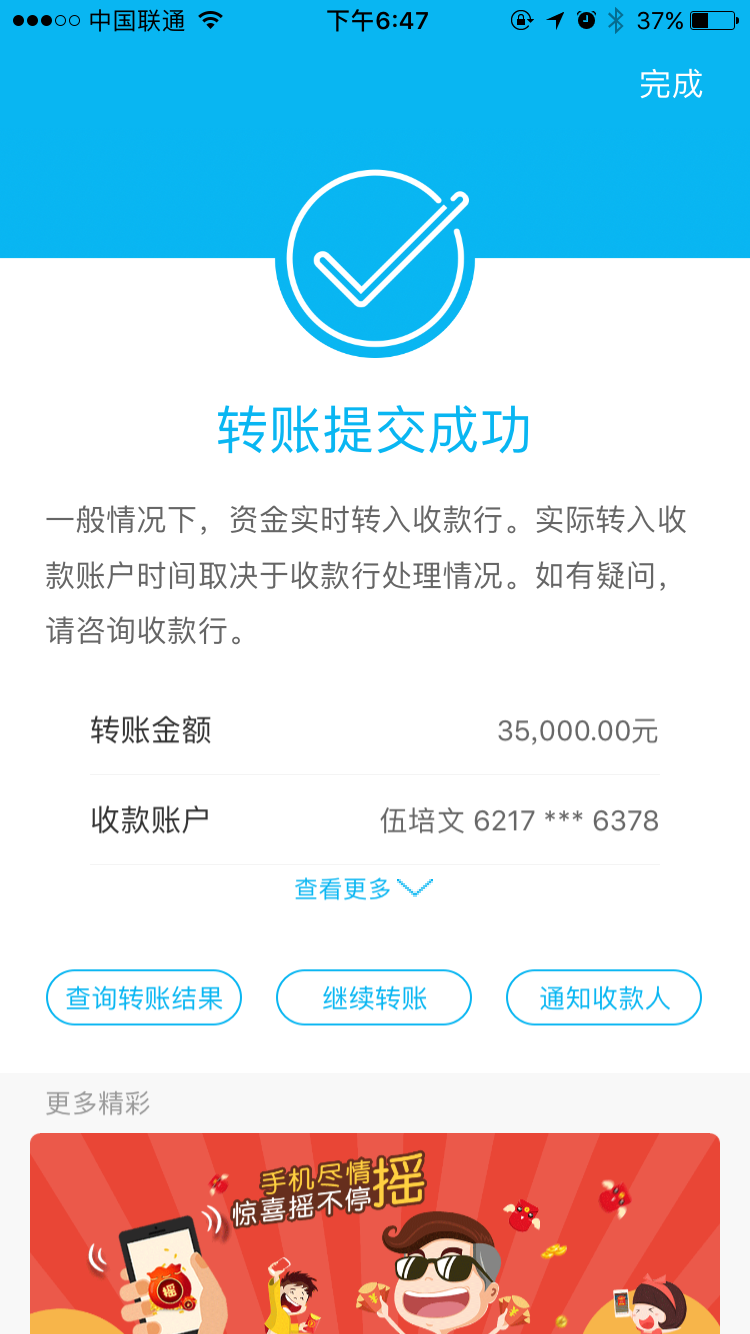 中国联通
下午6:47
37%
完成
转账提交成功
一般情况下，资金实时转入收款行。实际转入收
款账户时间取决于收款行处理情况。如有疑问，
请咨询收款行。
转账金额 35,000.00元
收款账户 伍培文 6217 *** 6378
查看更多
查询转账结果 继续转账 通知收款人
更多精彩
手机尽情摇
惊喜摇不停
摇